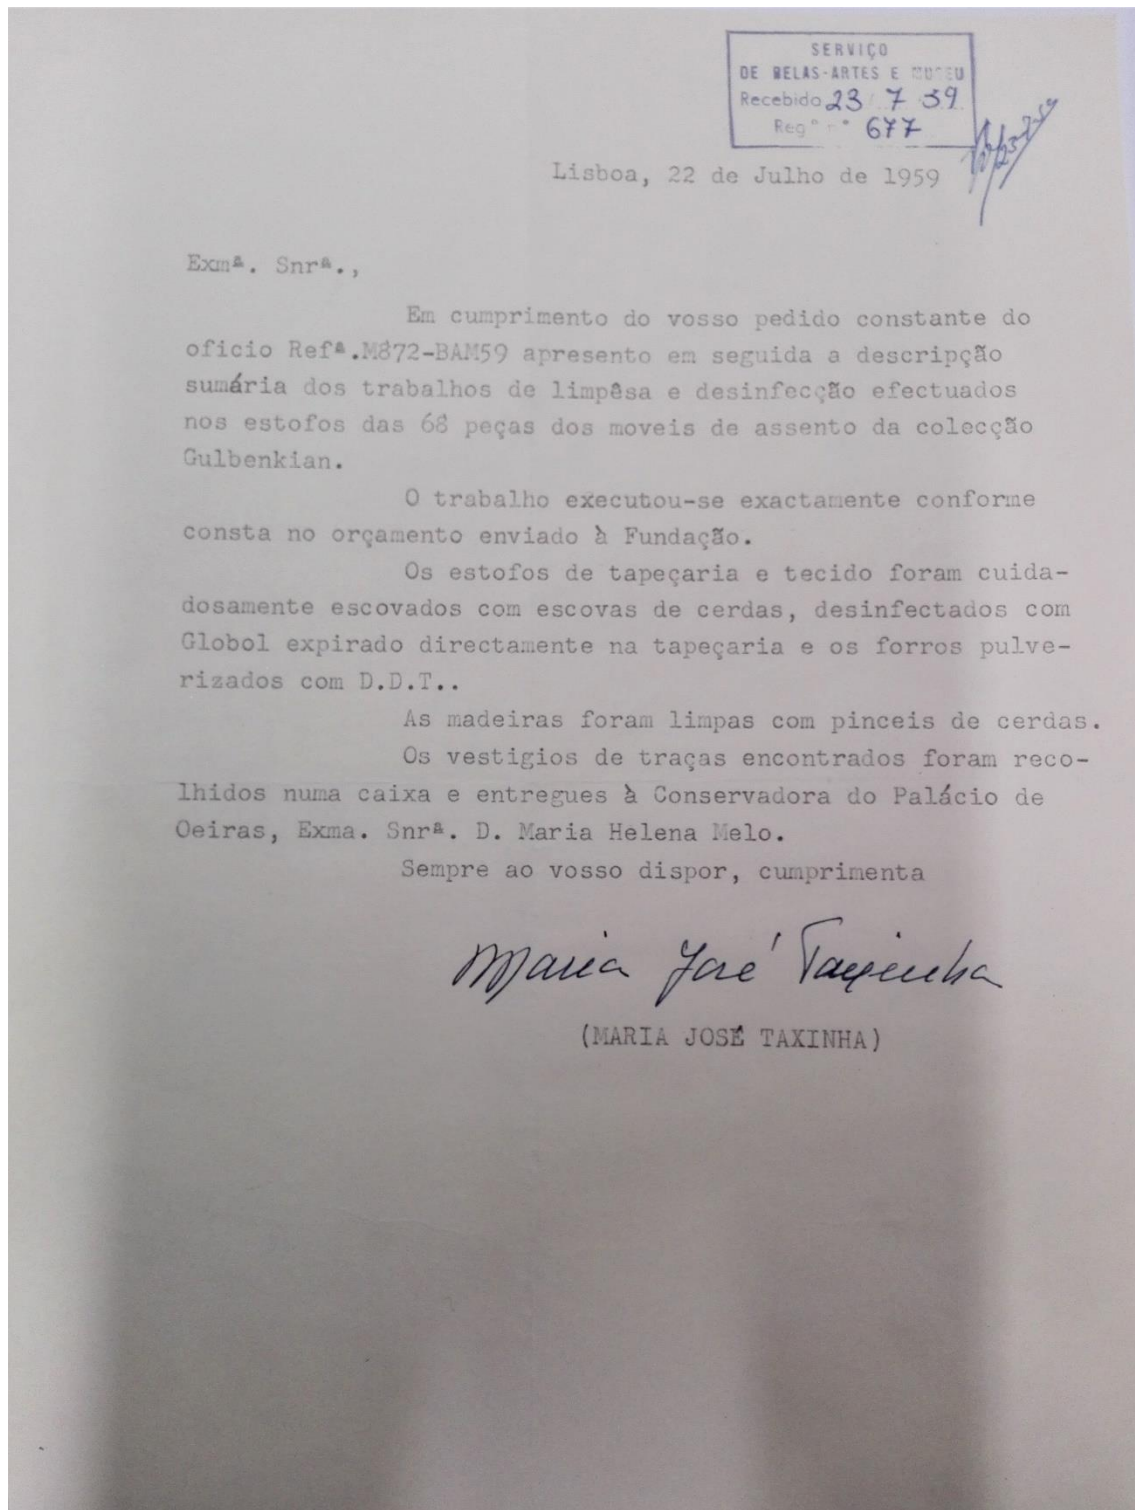 SERVIÇO
DE BELAS-ARTES E MUSEU
Recebido 23 7 59
Reg° n° 677
23-7-59
Lisboa, 22 de Julho de 1959
Exmª. Snrª.,
Em cumprimento do vosso pedido constante do
oficio Refª.M872-BAM59 apresento em seguida a descripção
sumária dos trabalhos de limpêsa e desinfecção efectuados
nos estofos das 68 peças dos moveis de assento da colecção
Gulbenkian.
O trabalho executou-se exactamente conforme
consta no orçamento enviado à Fundação.
Os estofos de tapeçaria e tecido foram cuida-
dosamente escovados com escovas de cerdas, desinfectados com
Globol expirado directamente na tapeçaria e os forros pulve-
rizados com D.D.T..
As madeiras foram limpas com pinceis de cerdas.
Os vestigios de traças encontrados foram reco-
lhidos numa caixa e entregues à Conservadora do Palácio de
Oeiras, Exma. Snrª. D. Maria Helena Melo.
Sempre ao vosso dispor, cumprimenta
Maria José Taxinha
(MARIA JOSÉ TAXINHA)